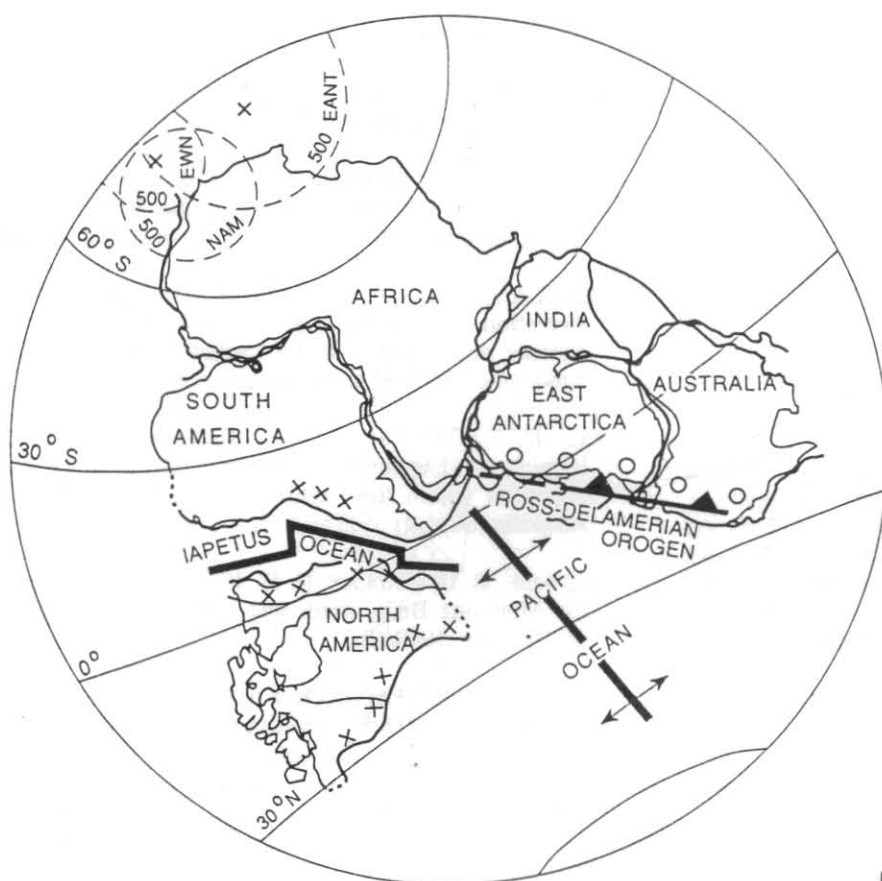 EANT
500
EWN
500
500
NAM
60° S
AFRICA
INDIA
SOUTH
AMERICA
EAST
ANTARCTICA
AUSTRALIA
30° S
ROSS-DELAMERIAN
OROGEN
IAPETUS
OCEAN
PACIFIC
OCEAN
NORTH
AMERICA
0°
30°N